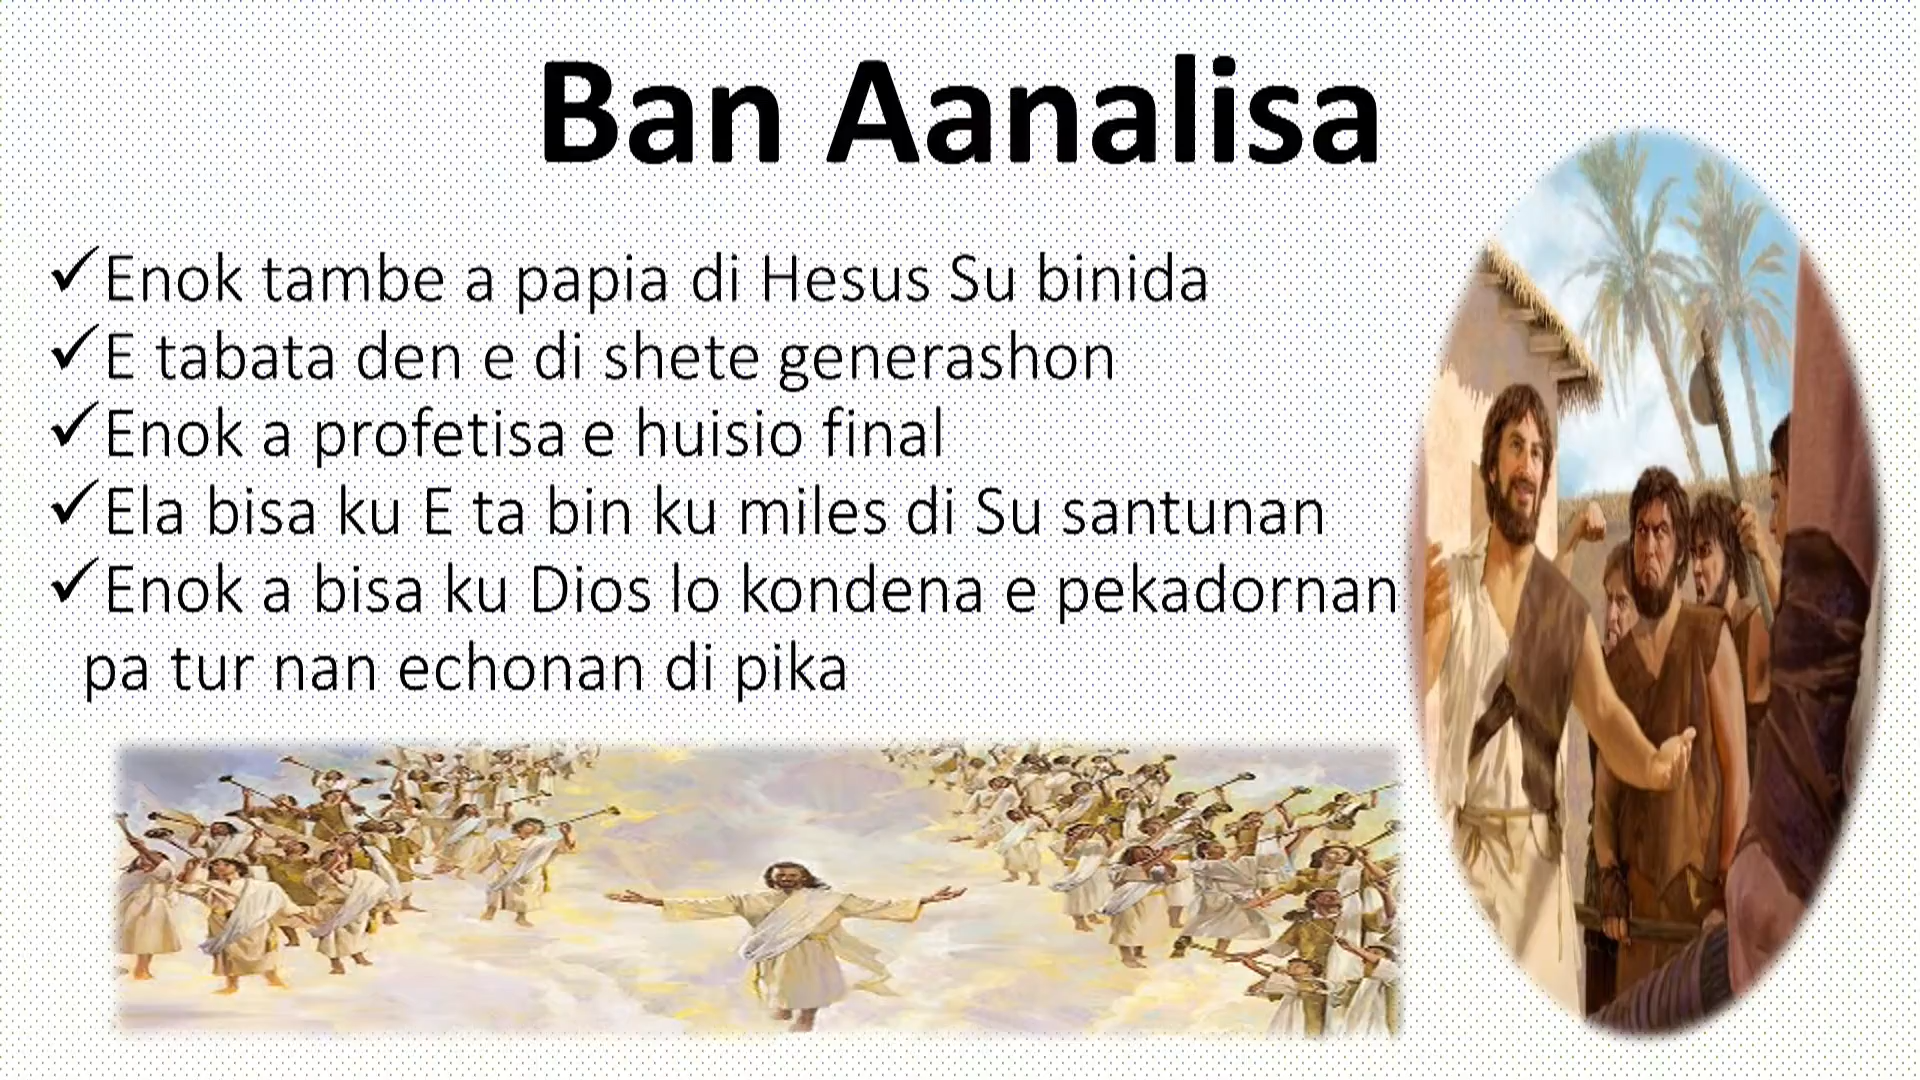 Ban Aanalisa
✓Enok tambe a papia di Hesus Su binida
✓E tabata den e di shete generashon
✓Enok a profetisa e huisio final
✓Ela bisa ku E ta bin ku miles di Su santunan
✓Enok a bisa ku Dios lo kondena e pekadornan
pa tur nan echonan di pika